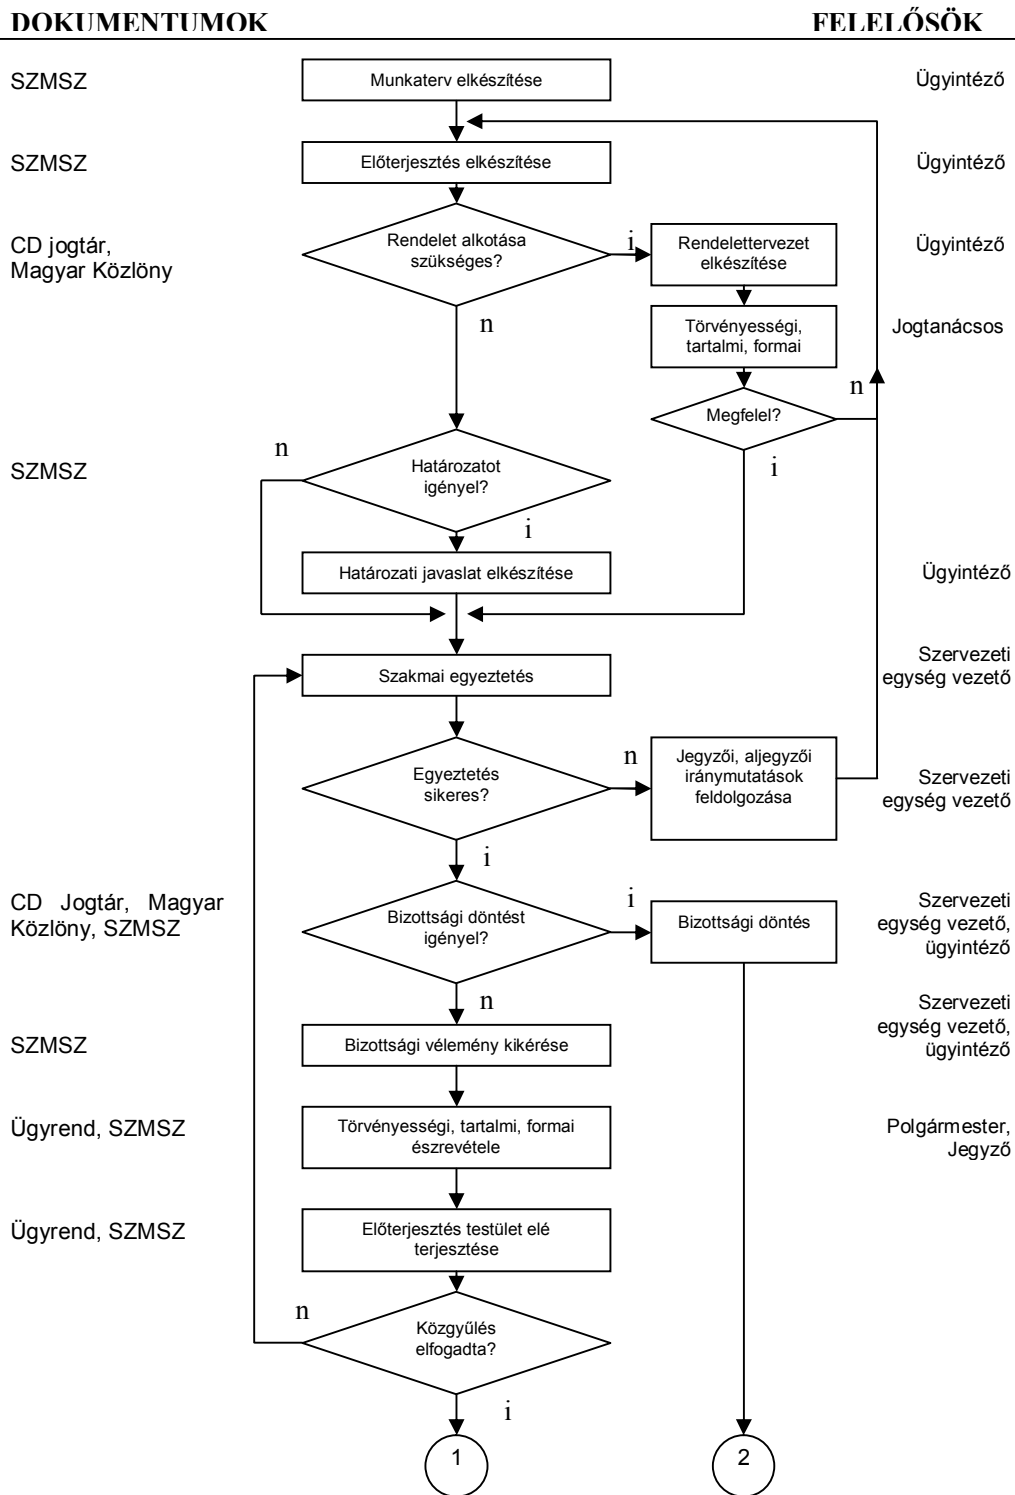 DOKUMENTUMOK FELELŐSÖK
SZMSZ Munkaterv elkészítése Ügyintéző
SZMSZ Előterjesztés elkészítése Ügyintéző
CD jogtár,
Magyar Közlöny
Rendelet alkotása
szükséges?
i
Rendelettervezet
elkészítése
Ügyintéző
n
Törvényességi,
tartalmi, formai
Jogtanácsos
Megfelel?
n
i
SZMSZ
n
Határozatot
igényel?
i
Határozati javaslat elkészítése Ügyintéző
Szakmai egyeztetés
Szervezeti
egység vezető
Egyeztetés
sikeres?
n
Jegyzői, aljegyzői
iránymutatások
feldolgozása
Szervezeti
egység vezető
i
CD Jogtár, Magyar
Közlöny, SZMSZ
Bizottsági döntést
igényel?
i
Bizottsági döntés
Szervezeti
egység vezető,
ügyintéző
n
SZMSZ
Bizottsági vélemény kikérése
Szervezeti
egység vezető,
ügyintéző
Ügyrend, SZMSZ
Törvényességi, tartalmi, formai
észrevétele
Polgármester,
Jegyző
Ügyrend, SZMSZ
Előterjesztés testület elé
terjesztése
n
Közgyűlés
elfogadta?
i
1 2